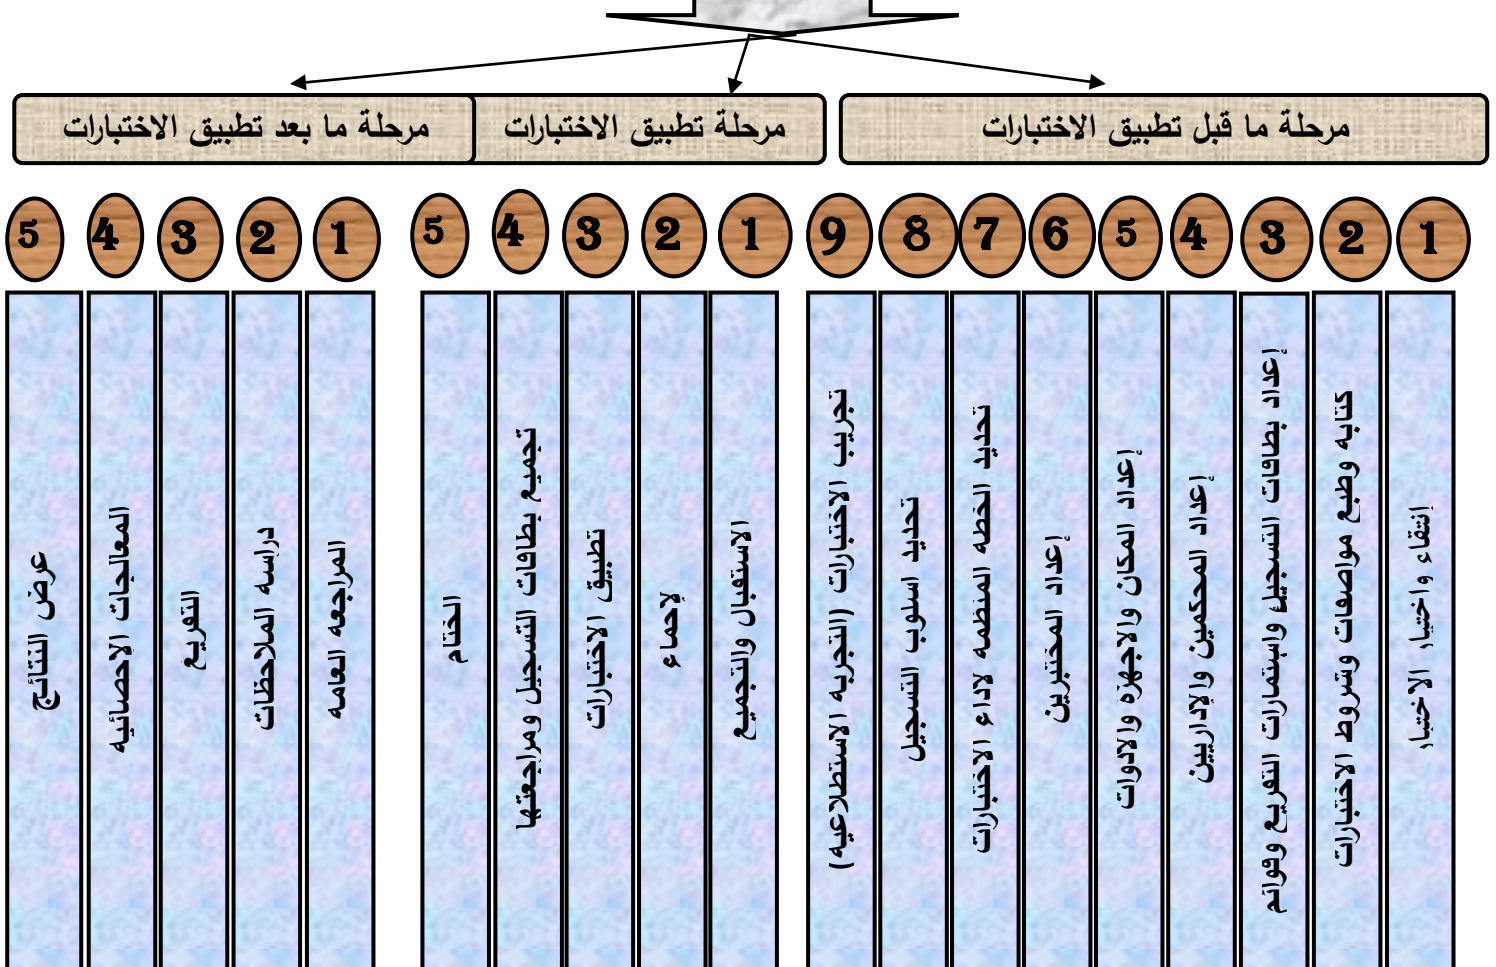 مرحلة ما قبل تطبيق الاختبارات
1
2
3
4
5
6
7
8
9
إنتقاء واختيار الاختبار
كتابه وطبع مواصفات وشروط الاختبارات
إعداد بطاقات التسجيل وإستمارات التفريغ وقوائم
إعداد المحكمين والإداريين
إعداد المكان والاجهزه والادوات
إعداد المختبرين
تحديد الخطه المنظمه لاداء الاختبارات
تحديد اسلوب التسجيل
تجريب الاختبارات (التجربه الاستطلاعيه)
مرحلة تطبيق الاختبارات
1
2
3
4
5
الاستقبال والتجميع
لإحماء
تطبيق الاختبارات
تجميع بطاقات التسجيل ومراجعتها
الختام
مرحلة ما بعد تطبيق الاختبارات
1
2
3
4
5
المراجعه العامه
دراسه الملاحظات
التفريغ
المعالجات الإحصائيه
عرض النتائج